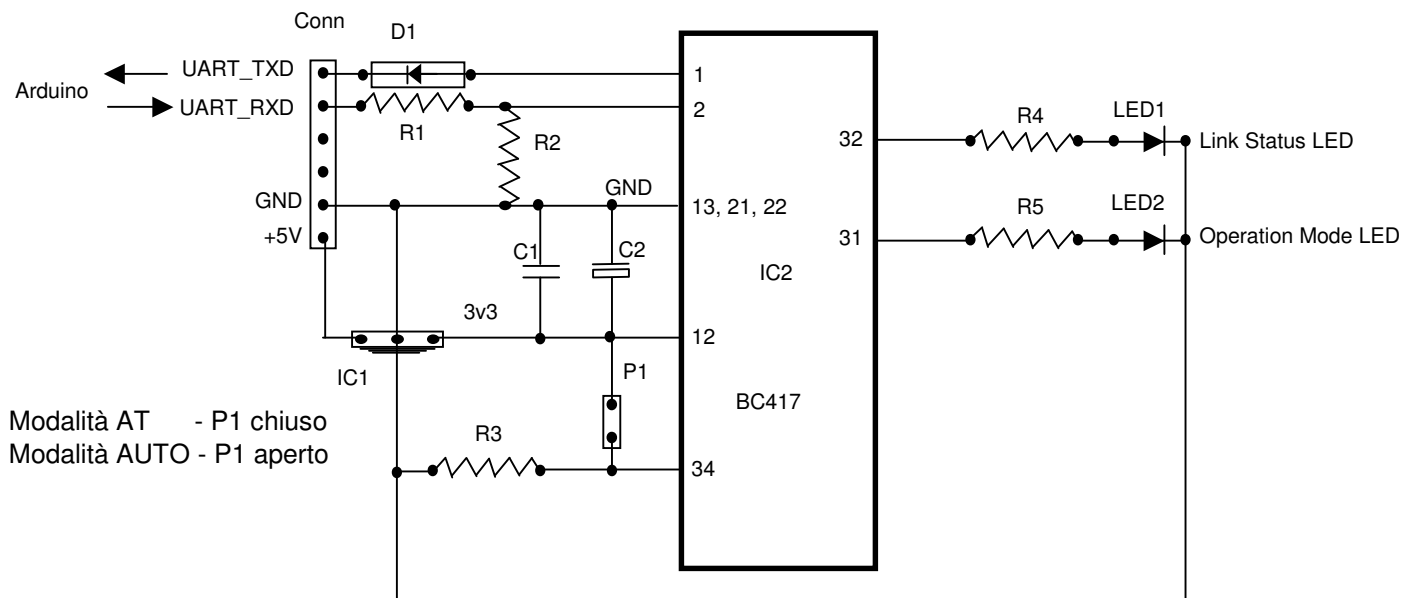 Conn
D1
UART_TXD
1
Arduino
UART_RXD
2
R1
R2
32
R4
LED1
Link Status LED
GND
GND
13, 21, 22
+5V
31
R5
LED2
Operation Mode LED
C1
C2
IC2
3v3
12
IC1
P1
BC417
Modalità AT - P1 chiuso
Modalità AUTO - P1 aperto
R3
34